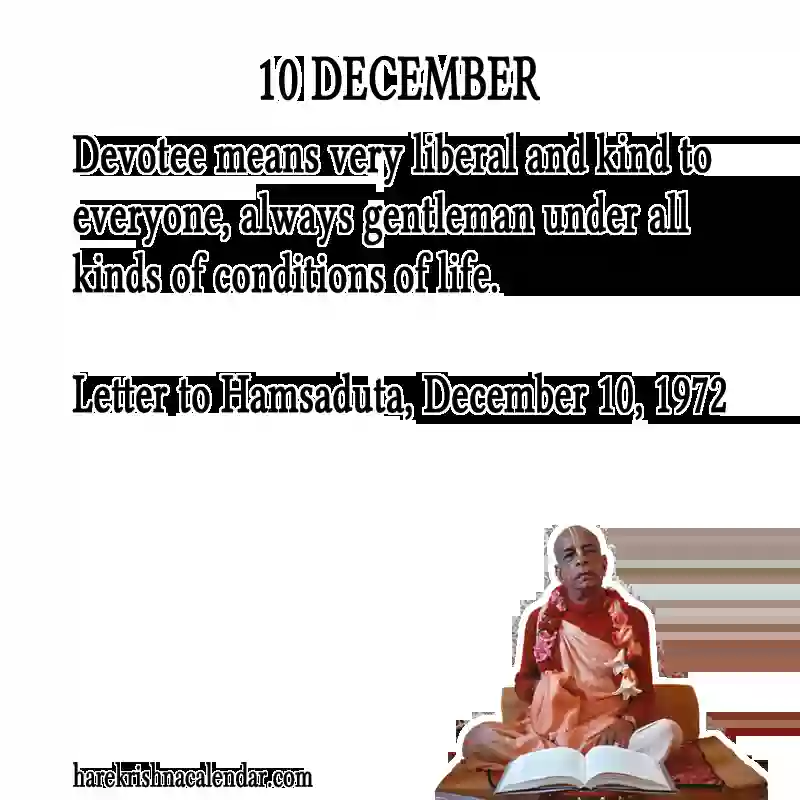 10 DECEMBER
Devotee means very liberal and kind to
everyone, always gentleman under all
kinds of conditions of life.
Letter to Hamsaduta, December 10, 1972
harekrishnacalendar.com